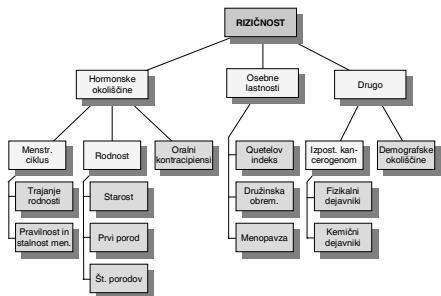 RIZIČNOST
Hormonske
okoliščine
Osebne
lastnosti
Drugo
Menstr.
ciklus
Rodnost
Oralni
kontracipiensi
Quetelov
indeks
Izpost. kan-
cerogenom
Demografske
okoliščine
Trajanje
rodnosti
Starost
Družinska
obrem.
Fizikalni
dejavniki
Pravilnost in
stalnost men.
Prvi porod
Menopavza
Kemični
dejavniki
Št. porodov